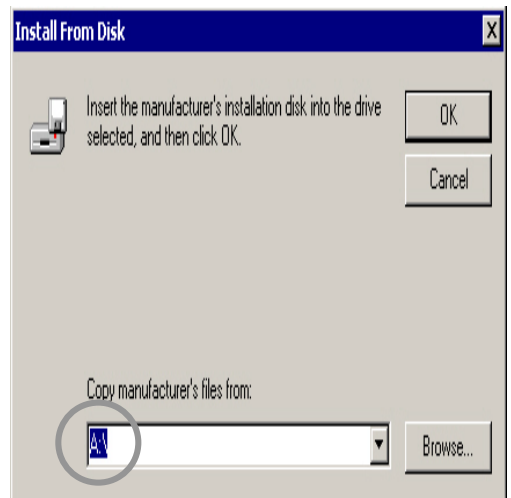 Install From Disk
Insert the manufacturer's installation disk into the drive
selected, and then click OK.
OK
Cancel
Copy manufacturer's files from:
A:\
Browse...